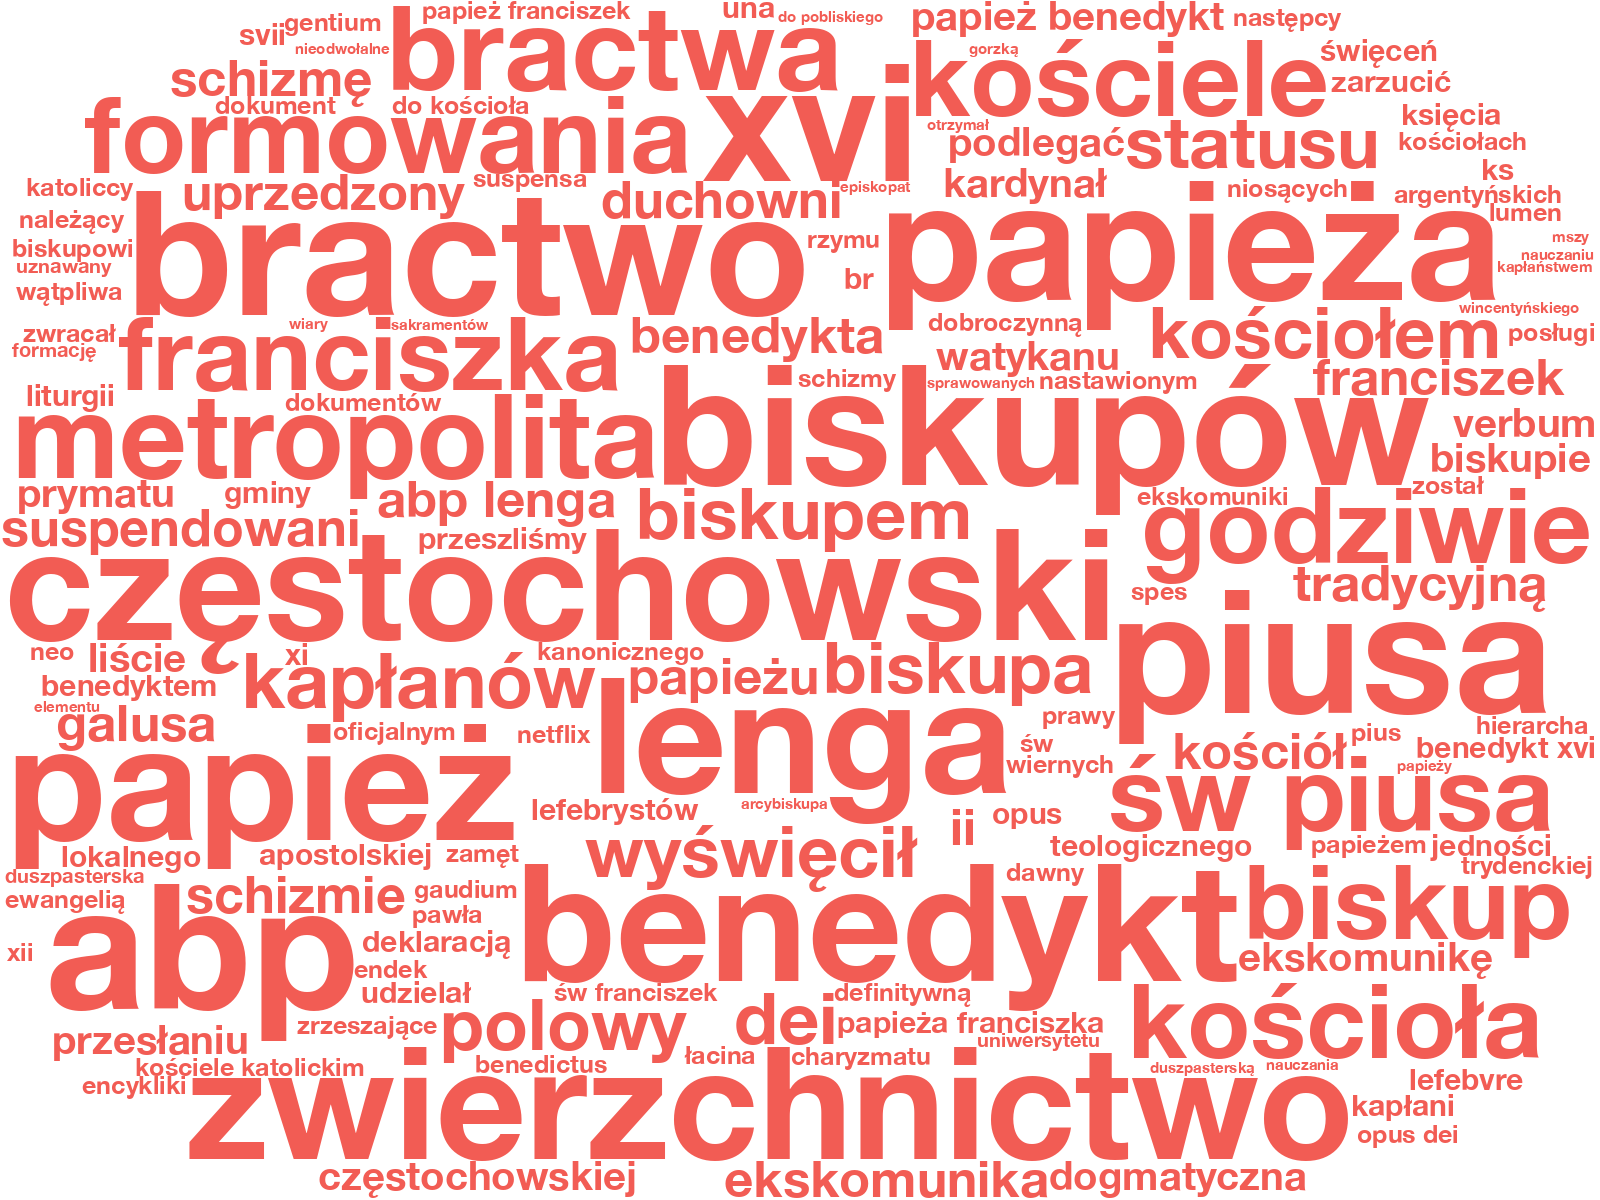 papież franciszek
una
do pobliskiego
papież benedykt
następcy
gentium
svii
nieodwołalne
bractwa
gorzką
kościele
święceń
schizmę
zarzucić
dokument
do kościoła
xvi
księcia
formowania
otrzymał
podlegać
statusu
kościołach
katoliccy
uprzedzony
suspensa
duchowni
episkopat
kardynał
niosących
ks
argentyńskich
lumen
należący
bractwo
papieża
biskupowi
rzymu
mszy
uznawany
nauczaniu
kapłaństwem
wątpliwa
br
wincentyńskiego
zwracał
wiary
sakramentów
benedykta
dobroczynną
kościołem
posługi
formację
franciszka
watykanu
liturgii
schizmy
sprawowanych
nastawionym
franciszek
dokumentów
metropolita
biskupów
verbum
biskupie
prymatu
gminy
abp lenga
biskupem
ekskomuniki
został
suspendowani
przeszliśmy
godziwie
częstochowski
spes
tradycyjną
neo
liście
xi
kanonicznego
piusa
benedyktem
kapłanów
papieżu
biskupa
elementu
galusa
oficjalnym
netflix
lenga
prawy
hierarcha
św
pius
benedykt xvi
papież
wiernych
kościół
papieży
lefebrystów
arcybiskupa
ii
opus
św piusa
lokalnego
apostolskiej
zamęt
wyświęcił
teologicznego
papieżem
jedności
duszpasterska
trydenckiej
ewangelią
schizmie
gaudium
dawny
abp
pawła
benedykt
biskup
xii
deklaracją
endek
ekskomunikę
udzielał
św franciszek
definitywną
przesłaniu
zrzeszające
polowy
dei
papieża franciszka
kościoła
uniwersytetu
kościele katolickim
benedictus
łacina
charyzmatu
duszpasterską
nauczania
encykliki
zwierzchnictwo
lefebvre
kapłani
opus dei
częstochowskiej
ekskomunika
dogmatyczna